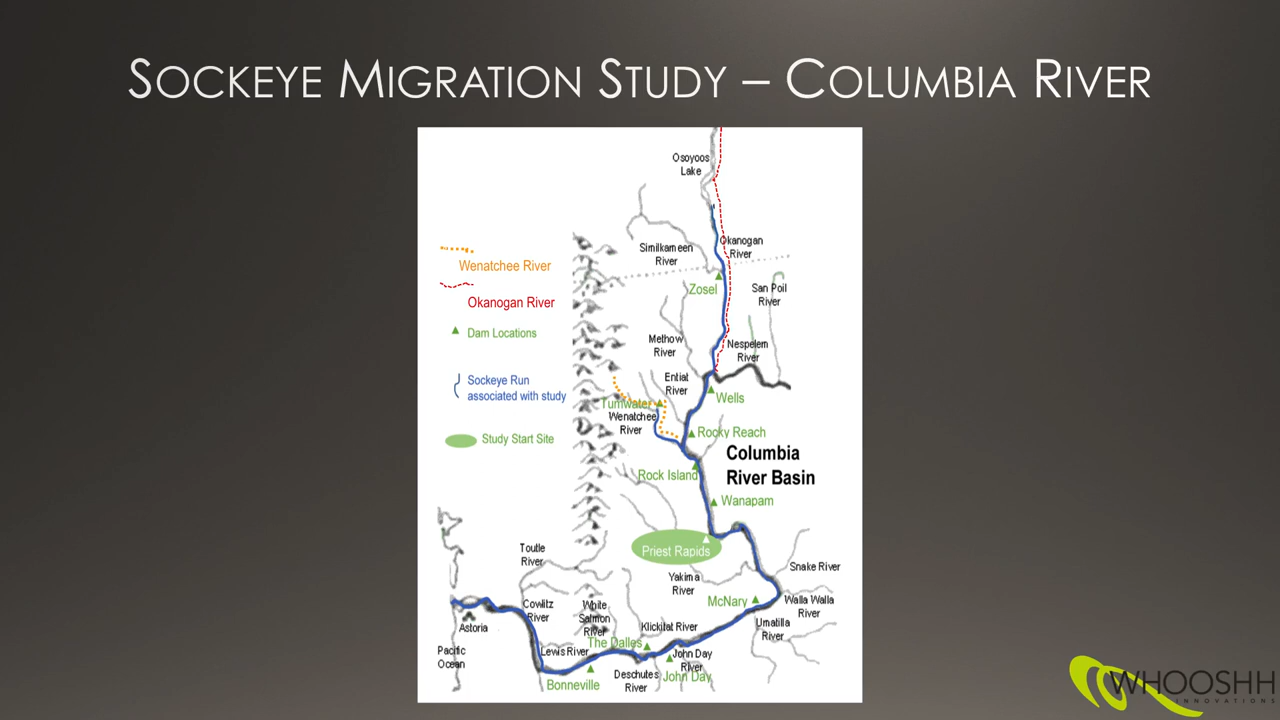 SOCKEYE MIGRATION STUDY – COLUMBIA RIVER
Osoyoos
Lake
Okanogan
River
Similkameen
River
Wenatchee River
Zosel
San Poil
River
Okanogan River
Dam Locations
Methow
River
Nespelem
River
Entiat
River
Sockeye Run
associated with study
Wells
Tumwater
Wenatchee
River
Rocky Reach
Study Start Site
Columbia
River Basin
Rock Island
Wanapam
Priest Rapids
Toutle
River
Snake River
Yakima
River
McNary
Walla Walla
River
Cowlitz
River
White
Salmon
River
Astoria
Klickitat River
Umatilla
River
The Dalles
Pacific
Ocean
Lewis River
John Day
River
Deschutes
River
John Day
Bonneville
WHOOSHH
INNOVATIONS